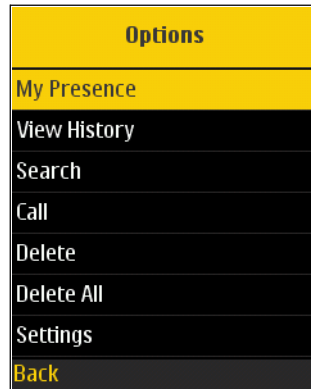 Options
My Presence
View History
Search
Call
Delete
Delete All
Settings
Back